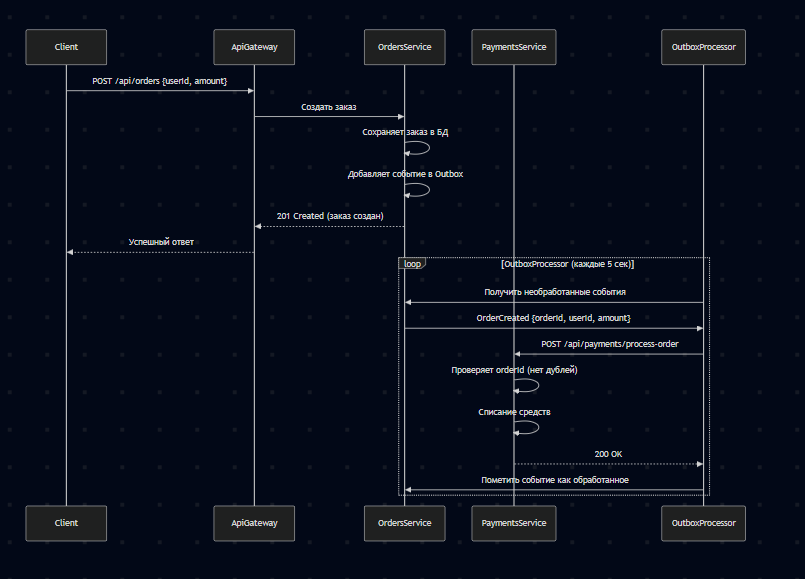 Client
ApiGateway
OrdersService
PaymentsService
OutboxProcessor
POST /api/orders {userId, amount}
Создать заказ
Сохраняет заказ в БД
Добавляет событие в Outbox
201 Created (заказ создан)
Успешный ответ
loop
[OutboxProcessor (каждые 5 сек)]
Получить необработанные события
OrderCreated {orderId, userId, amount}
POST /api/payments/process-order
Проверяет orderId (нет дублей)
Списание средств
200 OK
Пометить событие как обработанное
Client
ApiGateway
OrdersService
PaymentsService
OutboxProcessor